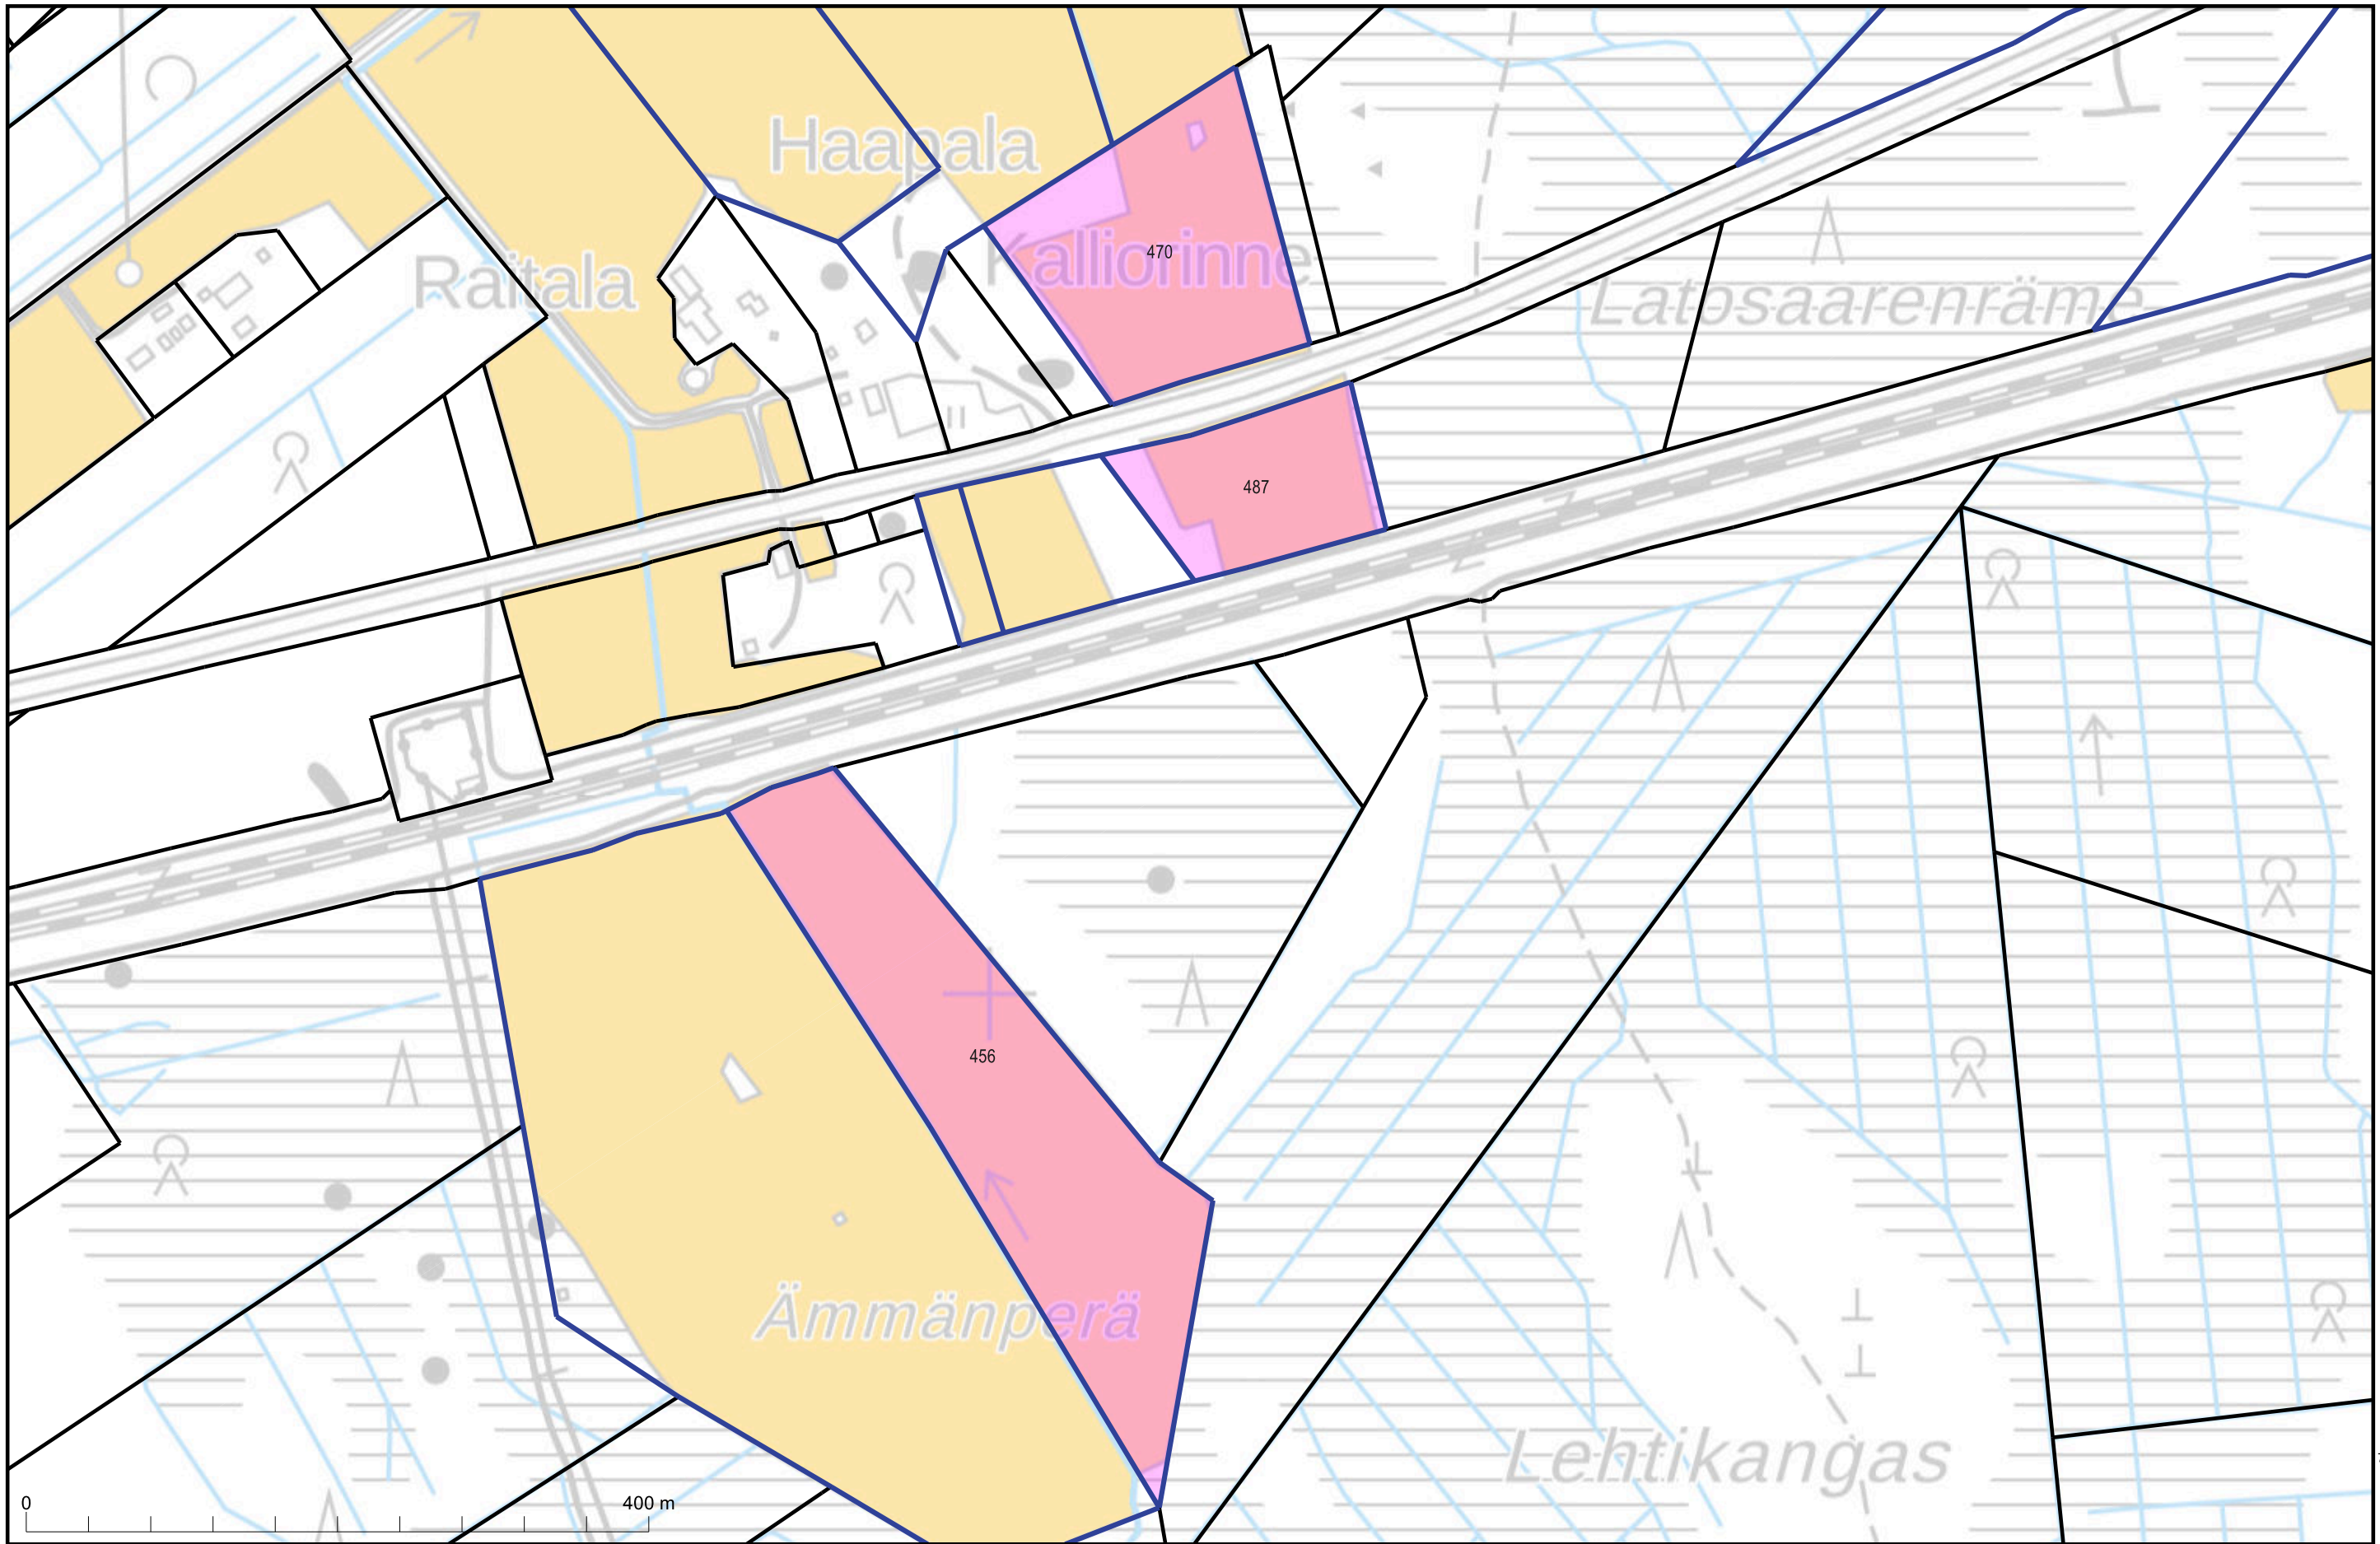 Haapala
Kalliorinne
470
Raitala
Latosaarenräme
487
456
Ämmänperä
Lehtikangas
0
400 m